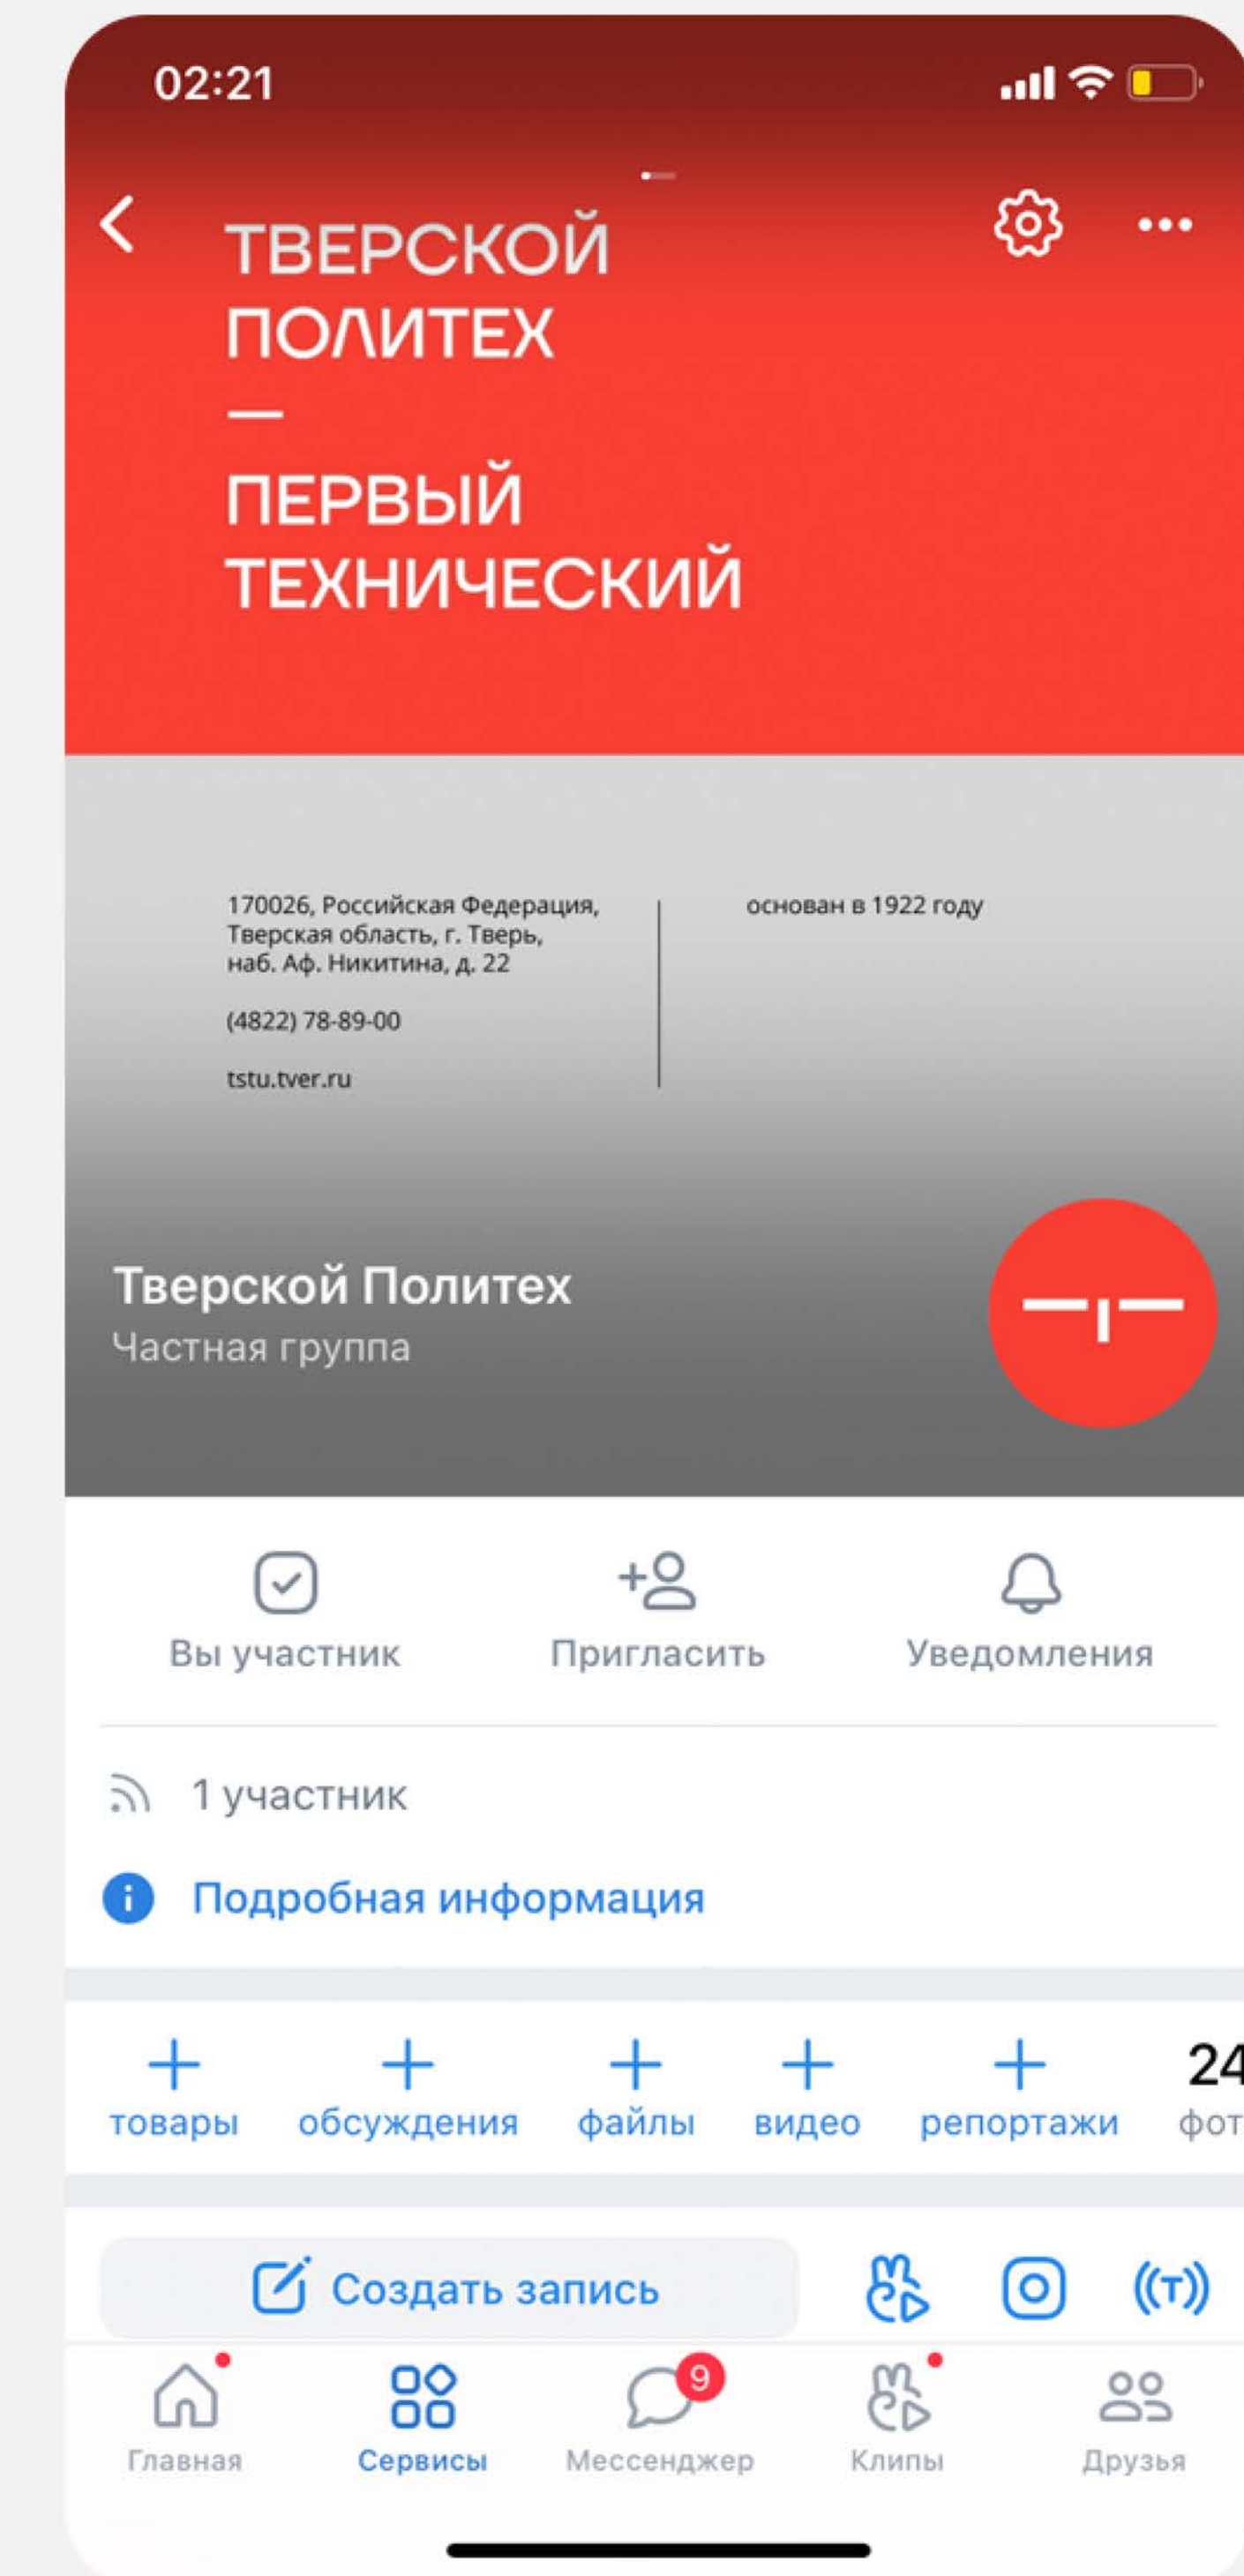 02:21
ТВЕРСКОЙ
ПОЛИТЕХ
—
ПЕРВЫЙ
ТЕХНИЧЕСКИЙ
170026, Российская Федерация,
Тверская область, г. Тверь,
наб. Аф. Никитина, д. 22
(4822) 78-89-00
tstu.tver.ru
основан в 1922 году
Тверской Политех
Частная группа
Вы участник
Пригласить
Уведомления
1 участник
Подробная информация
24
товары
обсуждения
файлы
видео
репортажи
фот
Создать запись
9
Главная
Сервисы
Мессенджер
Клипы
Друзья